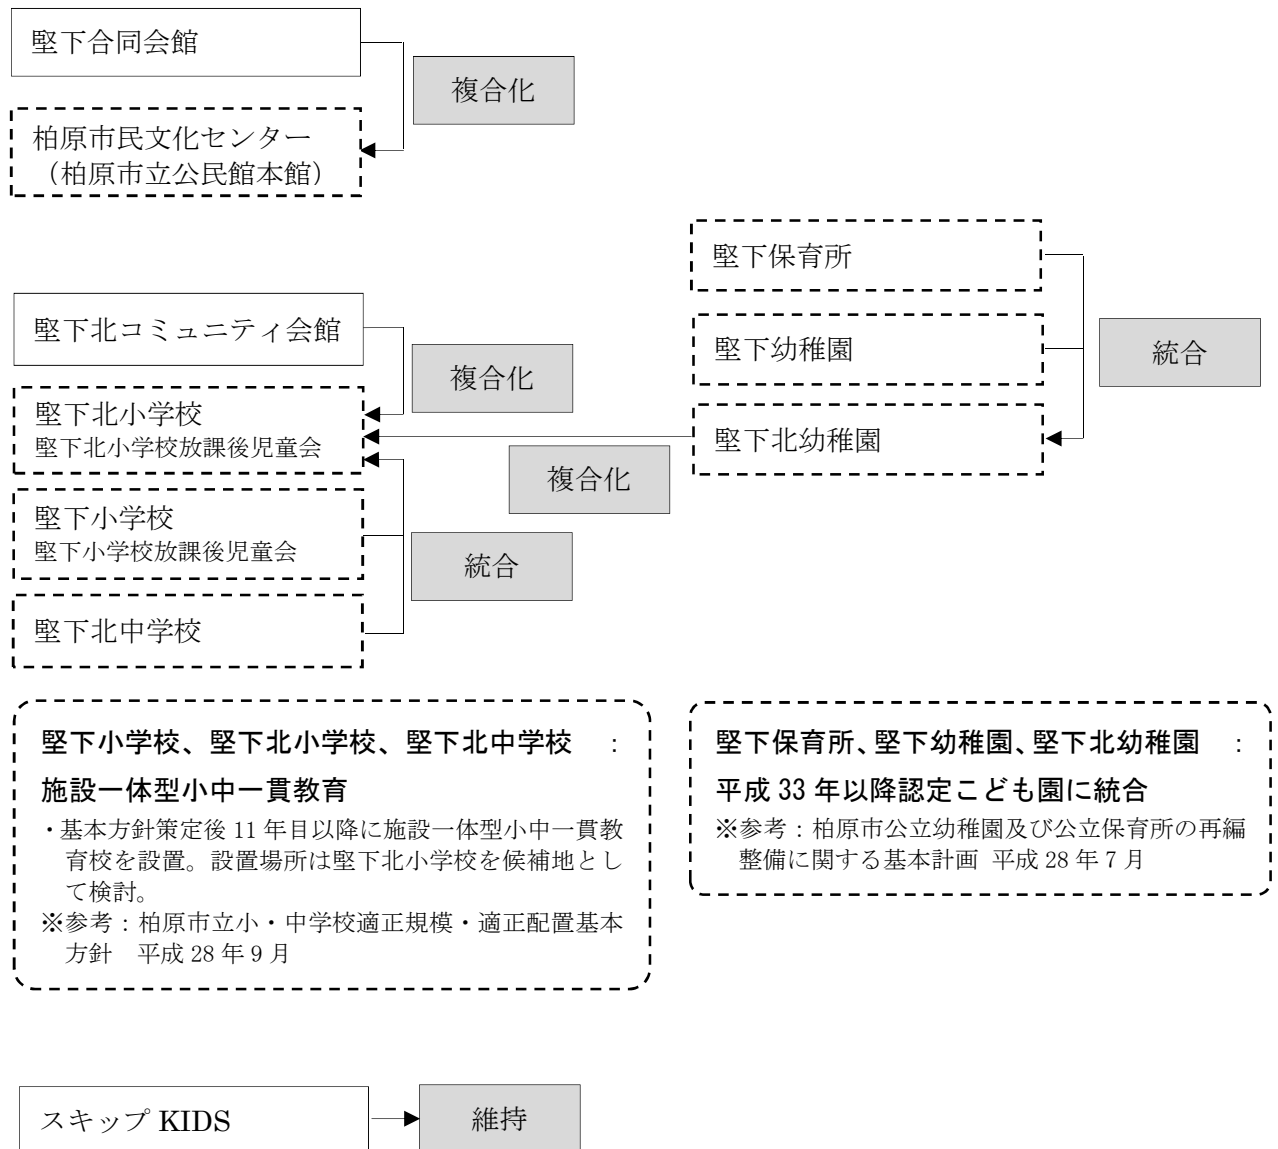 堅下合同会館
複合化
柏原市民文化センター
（柏原市立公民館本館）
堅下保育所
堅下北コミュニティ会館
堅下幼稚園
統合
複合化
堅下北小学校
堅下北小学校放課後児童会
堅下北幼稚園
複合化
堅下小学校
堅下小学校放課後児童会
統合
堅下北中学校
堅下小学校、堅下北小学校、堅下北中学校　：
施設一体型小中一貫教育
・基本方針策定後 11 年目以降に施設一体型小中一貫教
育校を設置。設置場所は堅下北小学校を候補地とし
て検討。
※参考：柏原市立小・中学校適正規模・適正配置基本
方針　平成 28 年 9 月
堅下保育所、堅下幼稚園、堅下北幼稚園　：
平成 33 年以降認定こども園に統合
※参考：柏原市公立幼稚園及び公立保育所の再編
整備に関する基本計画 平成 28 年 7 月
スキップ KIDS
維持